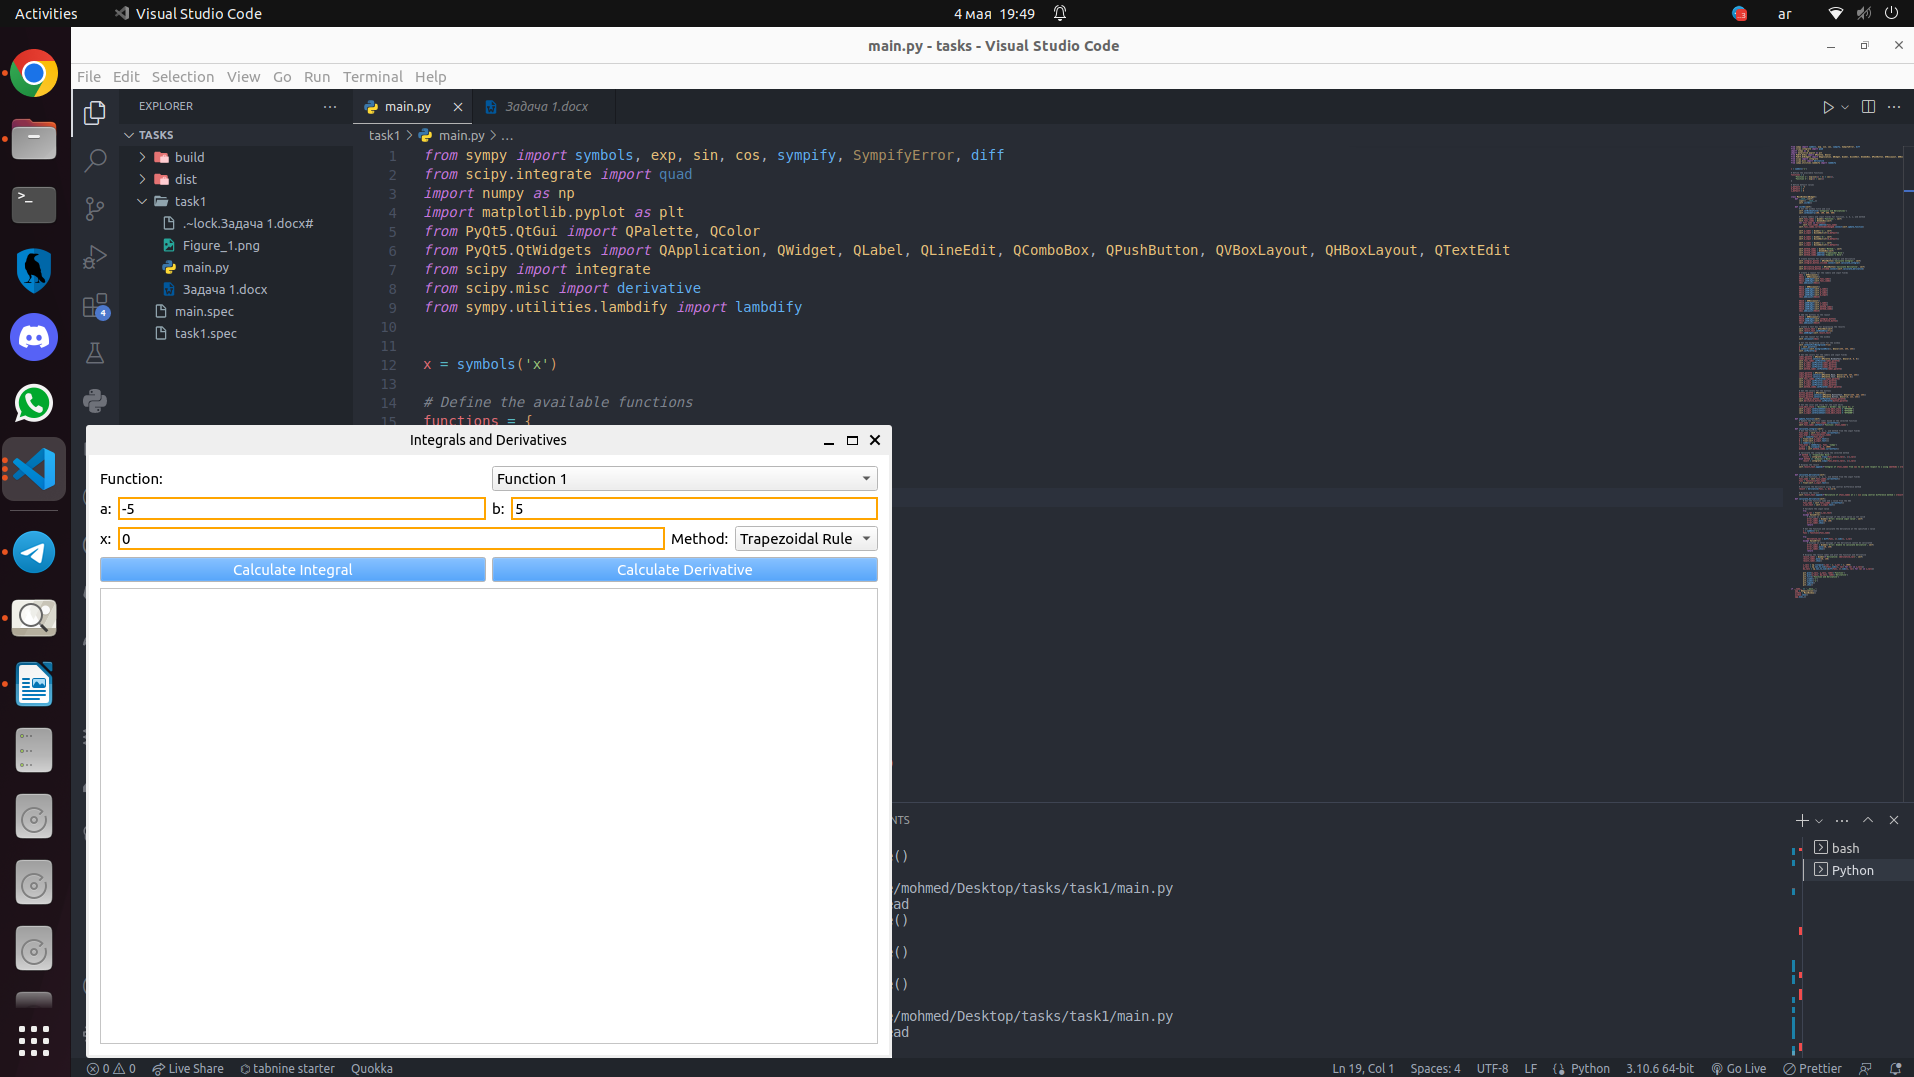 Activities
Visual Studio Code
4 мая 19:49
ar
main.py - tasks - Visual Studio Code
File Edit Selection View Go Run Terminal Help
EXPLORER
main.py
Задача 1.docx
TASKS
build
dist
task1
.~lock.Задача 1.docx#
Figure_1.png
main.py
Задача 1.docx
main.spec
task1.spec
4
task1 > main.py > ...
1 from sympy import symbols, exp, sin, cos, sympify, SympifyError, diff
2 from scipy.integrate import quad
3 import numpy as np
4 import matplotlib.pyplot as plt
5 from PyQt5.QtGui import QPalette, QColor
6 from PyQt5.QtWidgets import QApplication, QWidget, QLabel, QLineEdit, QComboBox, QPushButton, QVBoxLayout, QHBoxLayout, QTextEdit
7 from scipy import integrate
8 from scipy.misc import derivative
9 from sympy.utilities.lambdify import lambdify
10
11
12 x = symbols('x')
13
14 # Define the available functions
15 functions = {
Integrals and Derivatives
Function:
Function 1
a: -5
b: 5
x: 0
Method: Trapezoidal Rule
Calculate Integral
Calculate Derivative
NTS
()
/mohmed/Desktop/tasks/task1/main.py
ead
()
()
()
/mohmed/Desktop/tasks/task1/main.py
ead
bash
Python
0 0 Live Share tabnine starter Quokka
Ln 19, Col 1 Spaces: 4 UTF-8 LF Python 3.10.6 64-bit Go Live Prettier